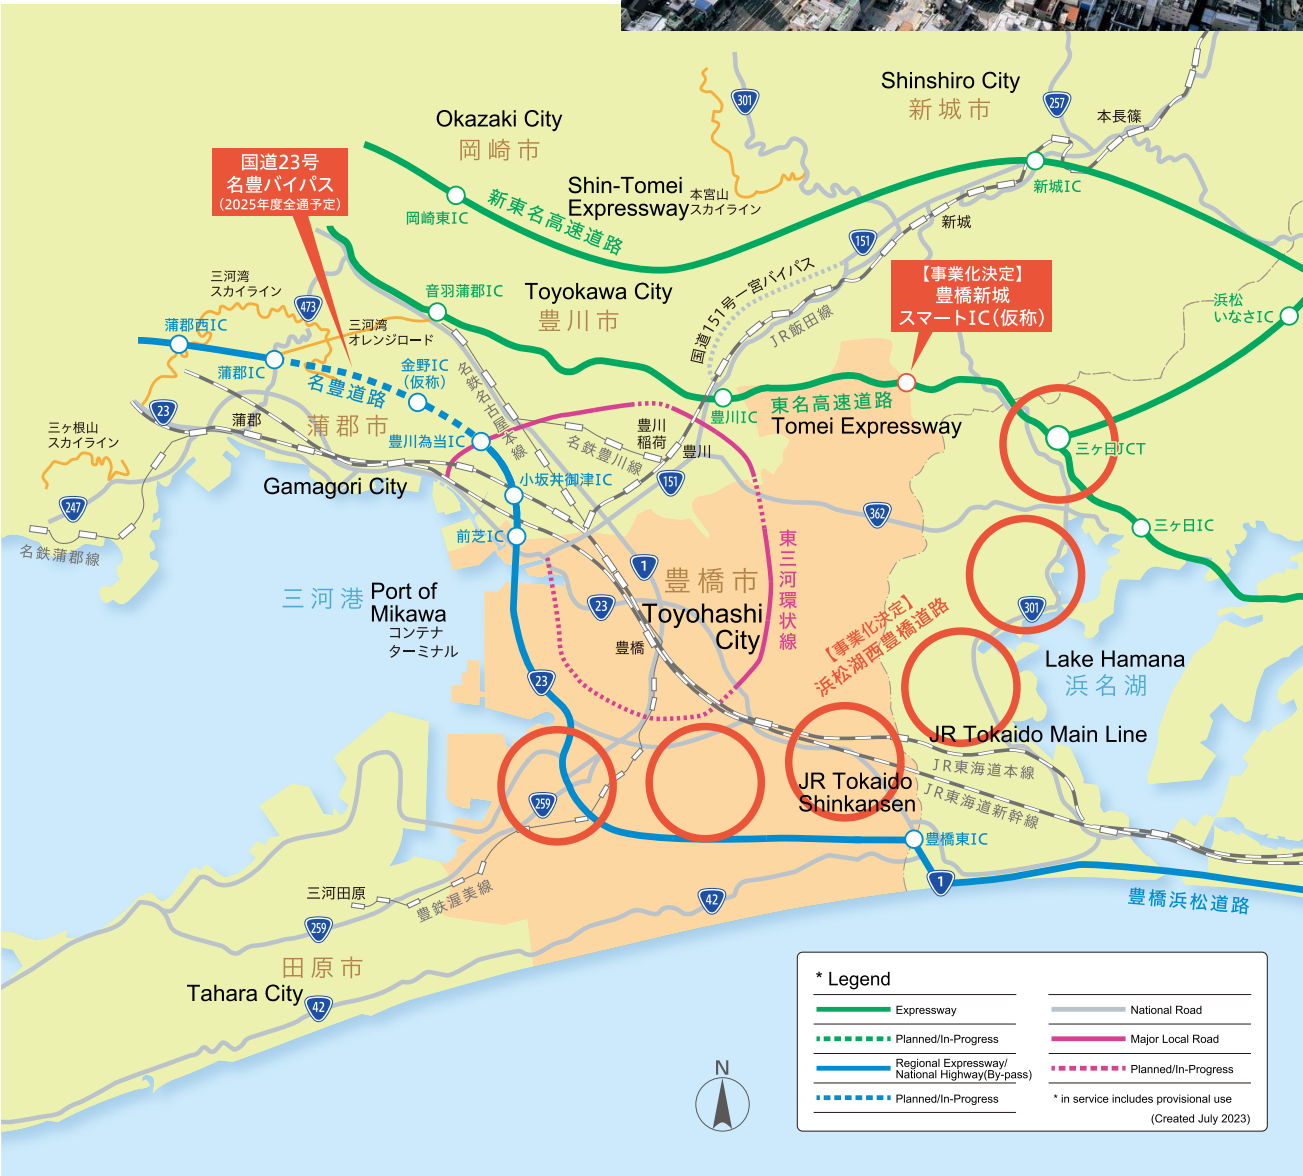 Shinshiro City
新城市
301
257
本長篠
Okazaki City
岡崎市
国道23号
名豊バイパス
(2025年度全通予定)
Shin-Tomei
Expressway
本宮山
スカイライン
新城IC
岡崎東IC
新東名高速道路
新城
151
【事業化決定】
豊橋新城
スマートIC(仮称)
三河湾
スカイライン
音羽蒲郡IC
Toyokawa City
豊川市
国道151号一宮バイパス
JR飯田線
浜松
いなさIC
473
蒲郡西IC
三河湾
オレンジロード
蒲郡IC
名豊道路
金野IC
(仮称)
名鉄名古屋本線
23
蒲郡
蒲郡市
豊川為当IC
豊川
稲荷
名鉄豊川線
豊川
豊川IC
東名高速道路
Tomei Expressway
三ヶ日JCT
三ヶ根山
スカイライン
Gamagori City
小坂井御津IC
151
362
247
名鉄蒲郡線
前芝IC
三ヶ日IC
東三河環状線
1
豊橋市
三河港
Port of
Mikawa
コンテナ
ターミナル
23
Toyohashi
City
豊橋
301
【事業化決定】
浜松湖西豊橋道路
Lake Hamana
浜名湖
23
JR Tokaido Main Line
JR東海道本線
JR Tokaido
Shinkansen
JR東海道新幹線
259
豊橋東IC
三河田原
豊鉄渥美線
42
1
豊橋浜松道路
259
田原市
Tahara City
42
N
* Legend
Expressway
National Road
Planned/In-Progress
Major Local Road
Regional Expressway/
National Highway(By-pass)
Planned/In-Progress
Planned/In-Progress
* in service includes provisional use
(Created July 2023)